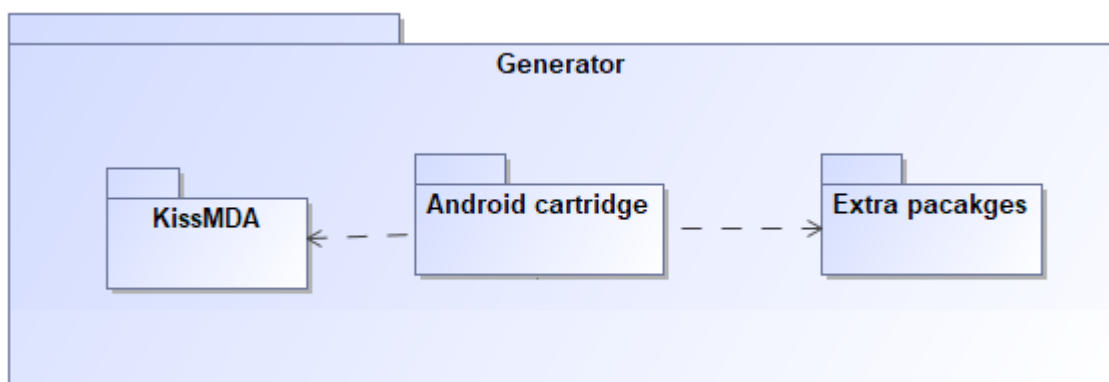 Generator
KissMDA
Android cartridge
Extra pacakges